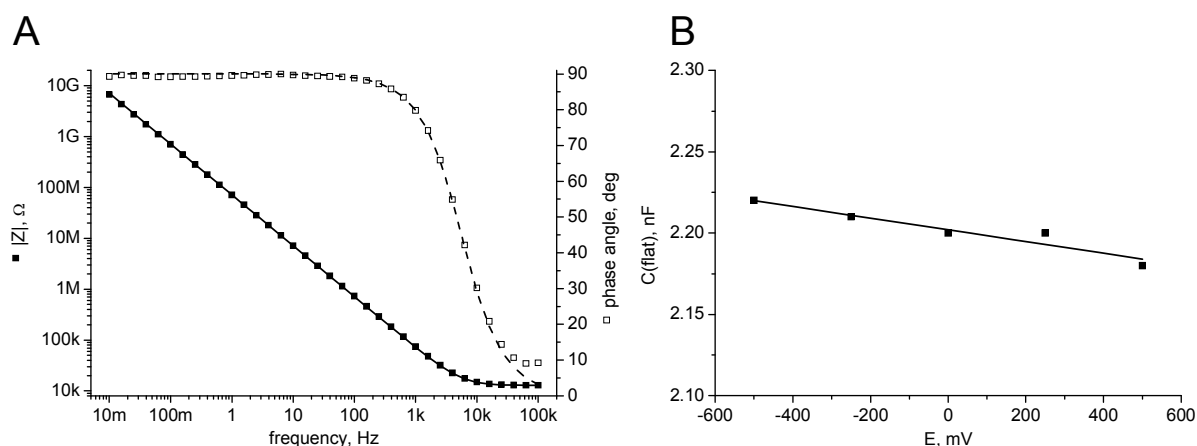 A
B
■ |Z|, Ω
10G
1G
100M
10M
1M
100k
10k
10m 100m 1 10 100 1k 10k 100k
frequency, Hz
90
80
70
60
50
40
30
20
10
0
□ phase angle, deg
C(flat), nF
2.30
2.25
2.20
2.15
2.10
-600 -400 -200 0 200 400 600
E, mV